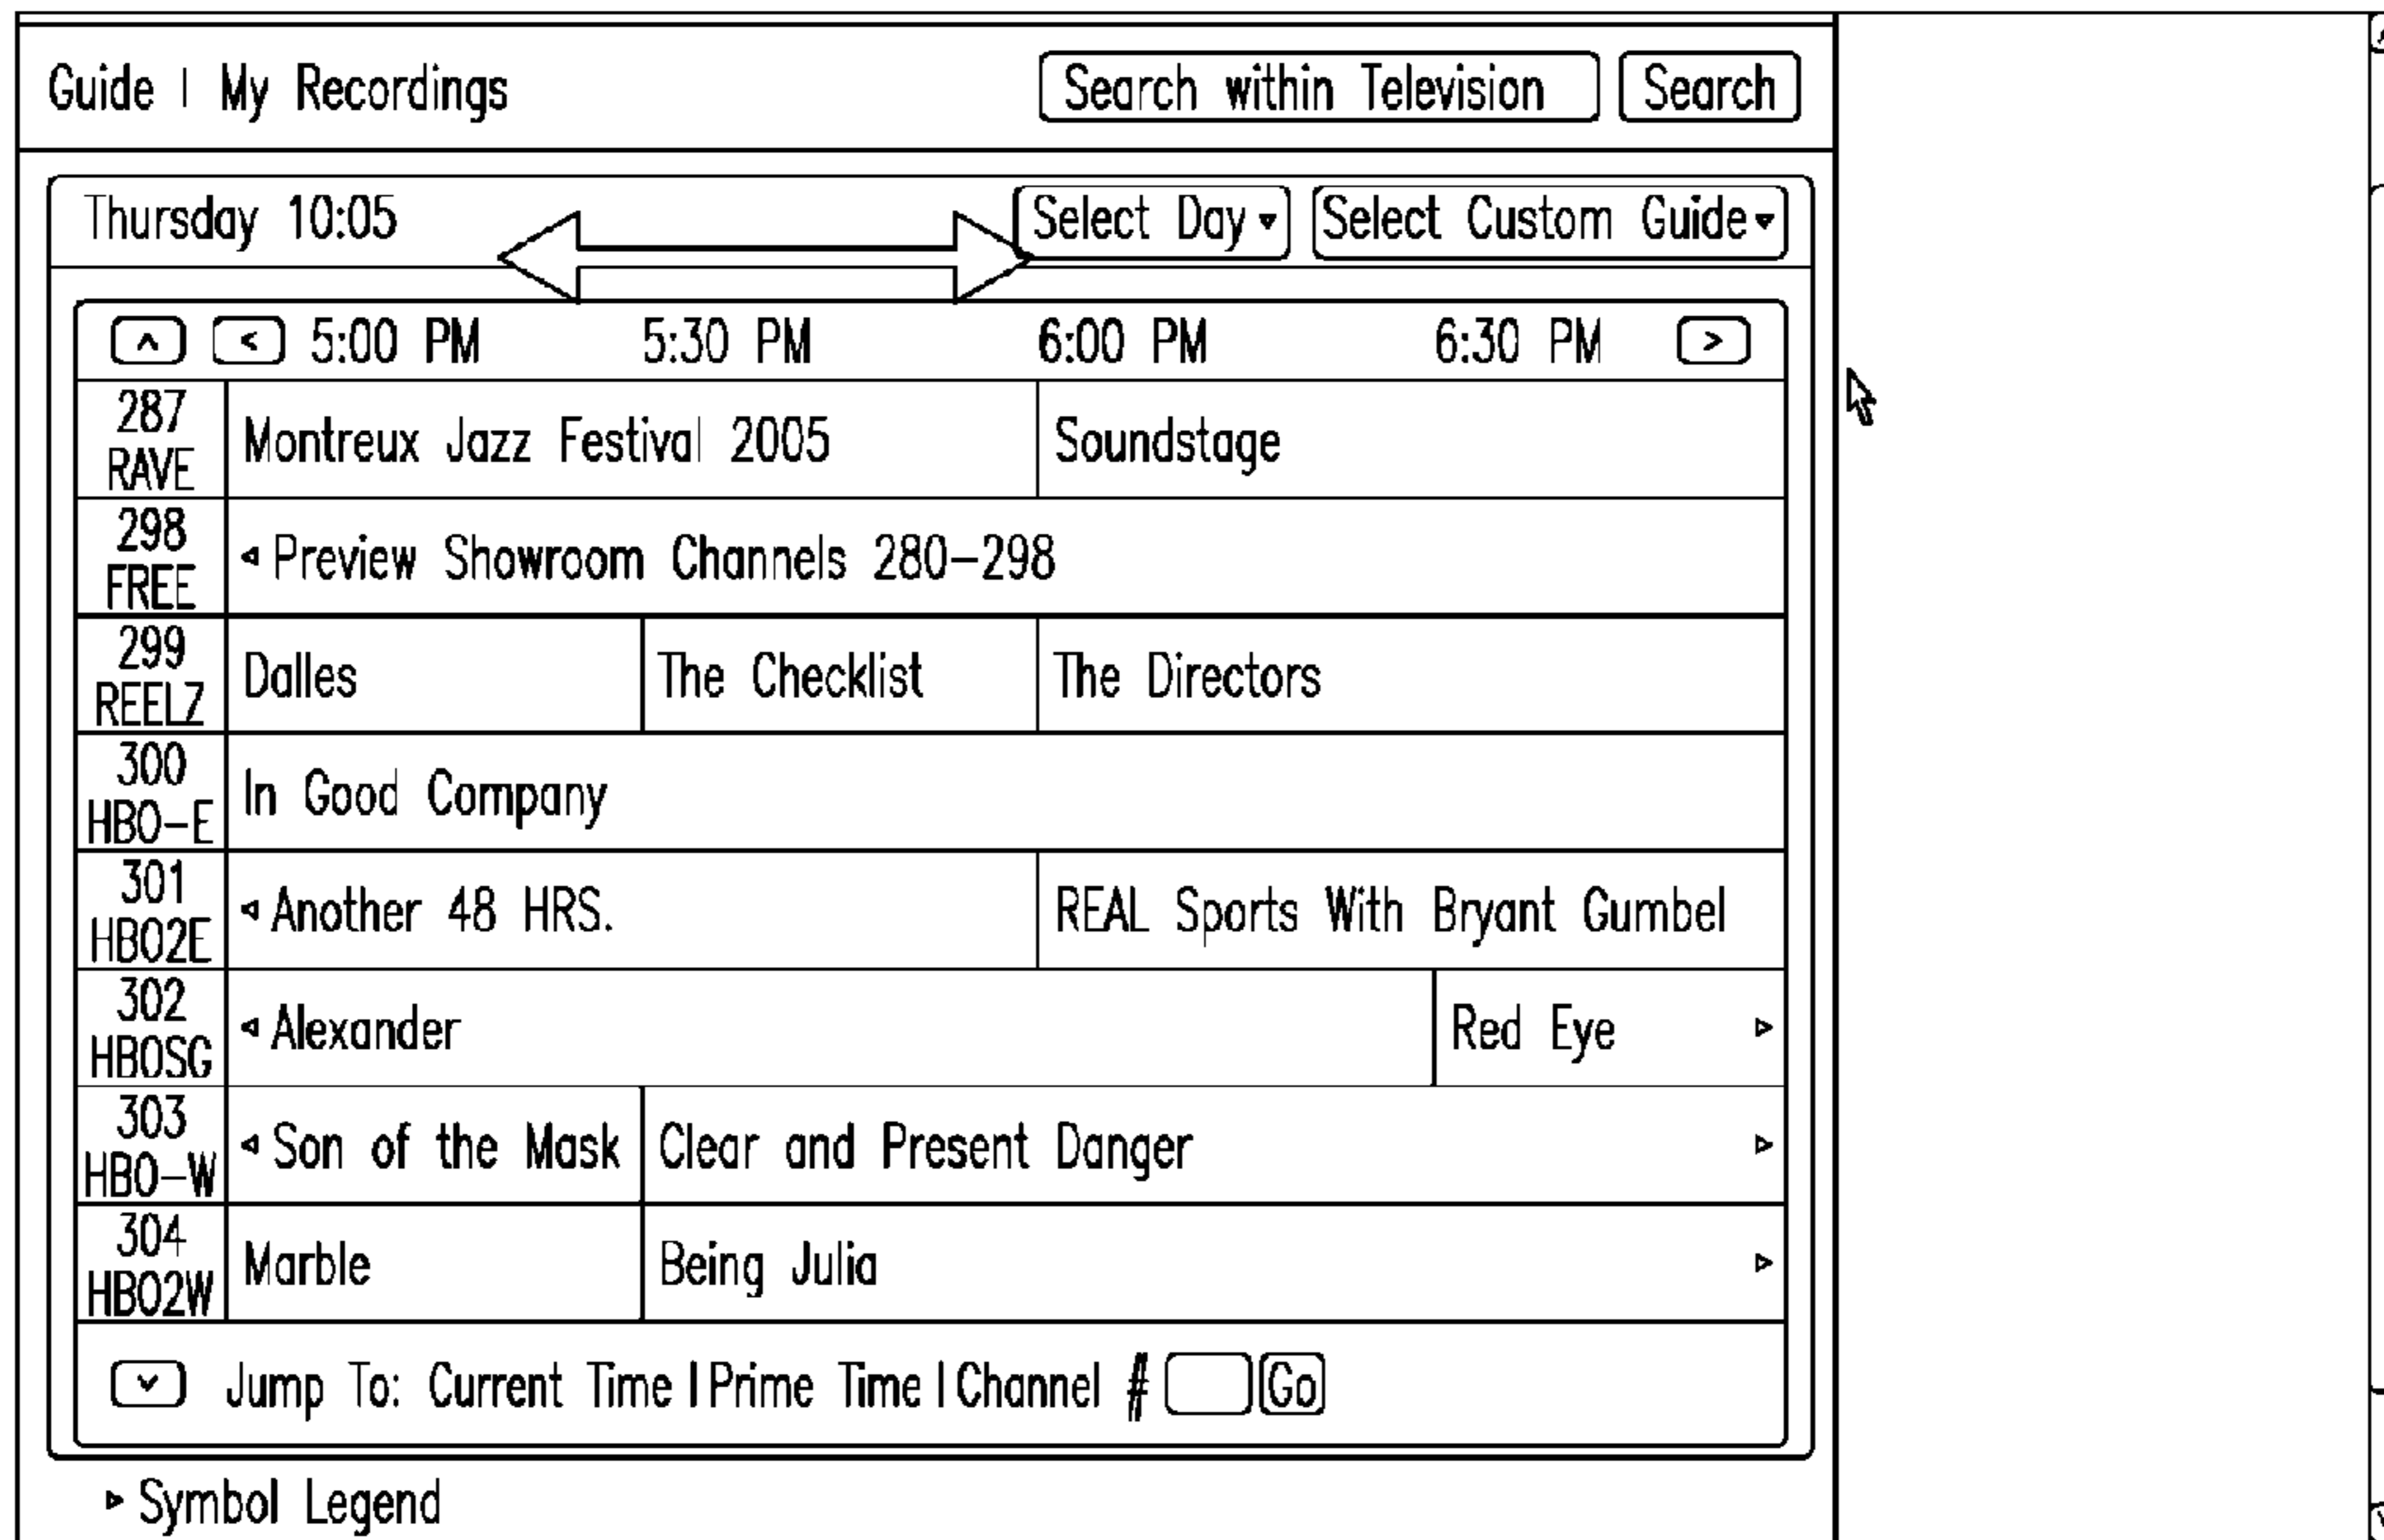 Guide | My Recordings Search within Television Search
Thursday 10:05 Select Day ▾ Select Custom Guide ▾
^ < 5:00 PM 5:30 PM 6:00 PM 6:30 PM >
287 RAVE Montreux Jazz Festival 2005 Soundstage
298 FREE ◃ Preview Showroom Channels 280–298
299 REELZ Dalles The Checklist The Directors
300 HBO–E In Good Company
301 HBO2E ◃ Another 48 HRS. REAL Sports With Bryant Gumbel
302 HBOSG ◃ Alexander Red Eye ▹
303 HBO–W ◃ Son of the Mask Clear and Present Danger ▹
304 HBO2W Marble Being Julia ▹
˅ Jump To: Current Time | Prime Time | Channel # Go
▹ Symbol Legend